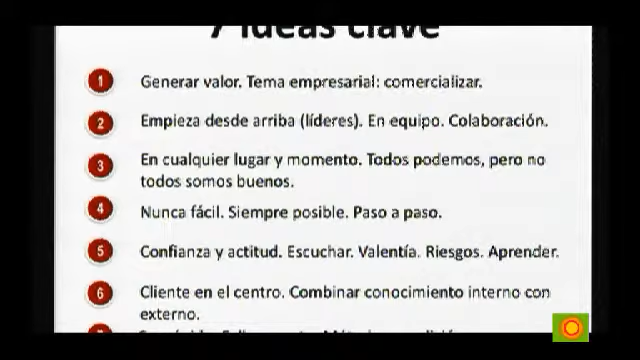 7 ideas clave
1 Generar valor. Tema empresarial: comercializar.
2 Empieza desde arriba (líderes). En equipo. Colaboración.
3 En cualquier lugar y momento. Todos podemos, pero no
todos somos buenos.
4 Nunca fácil. Siempre posible. Paso a paso.
5 Confianza y actitud. Escuchar. Valentía. Riesgos. Aprender.
6 Cliente en el centro. Combinar conocimiento interno con
externo.